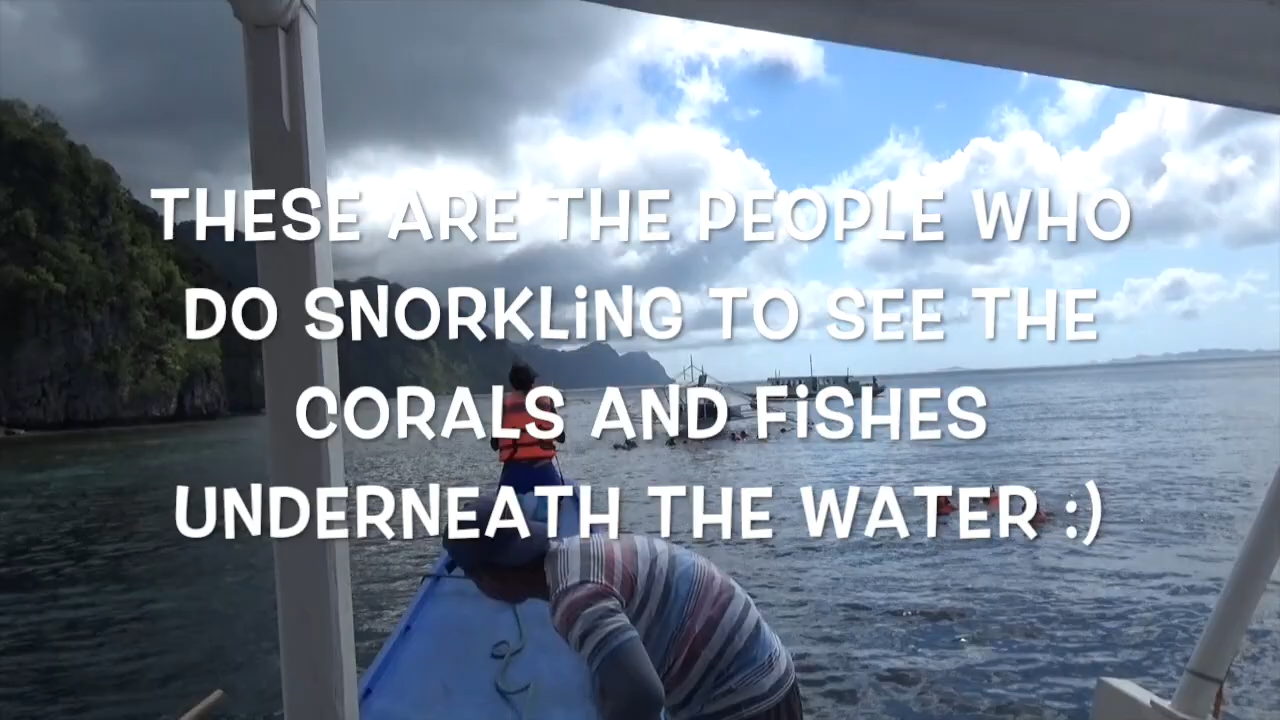 THESE ARE THE PEOPLE WHO
DO SNORKLiNG TO SEE THE
CORALS AND FiSHES
UNDERNEATH THE WATER :)